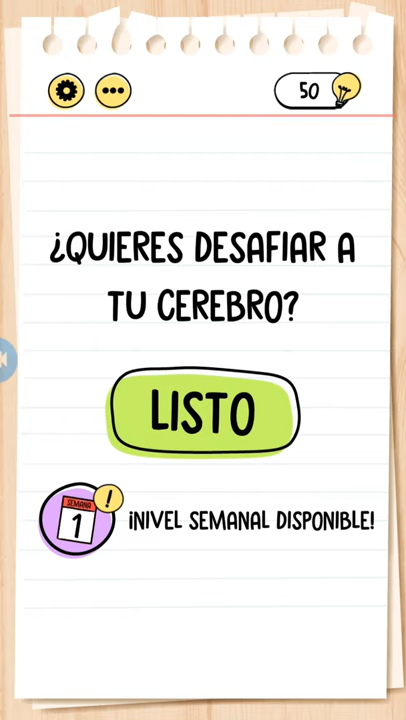 50
¿QUIERES DESAFIAR A
TU CEREBRO?
LISTO
SEMANA
1
!
¡NIVEL SEMANAL DISPONIBLE!